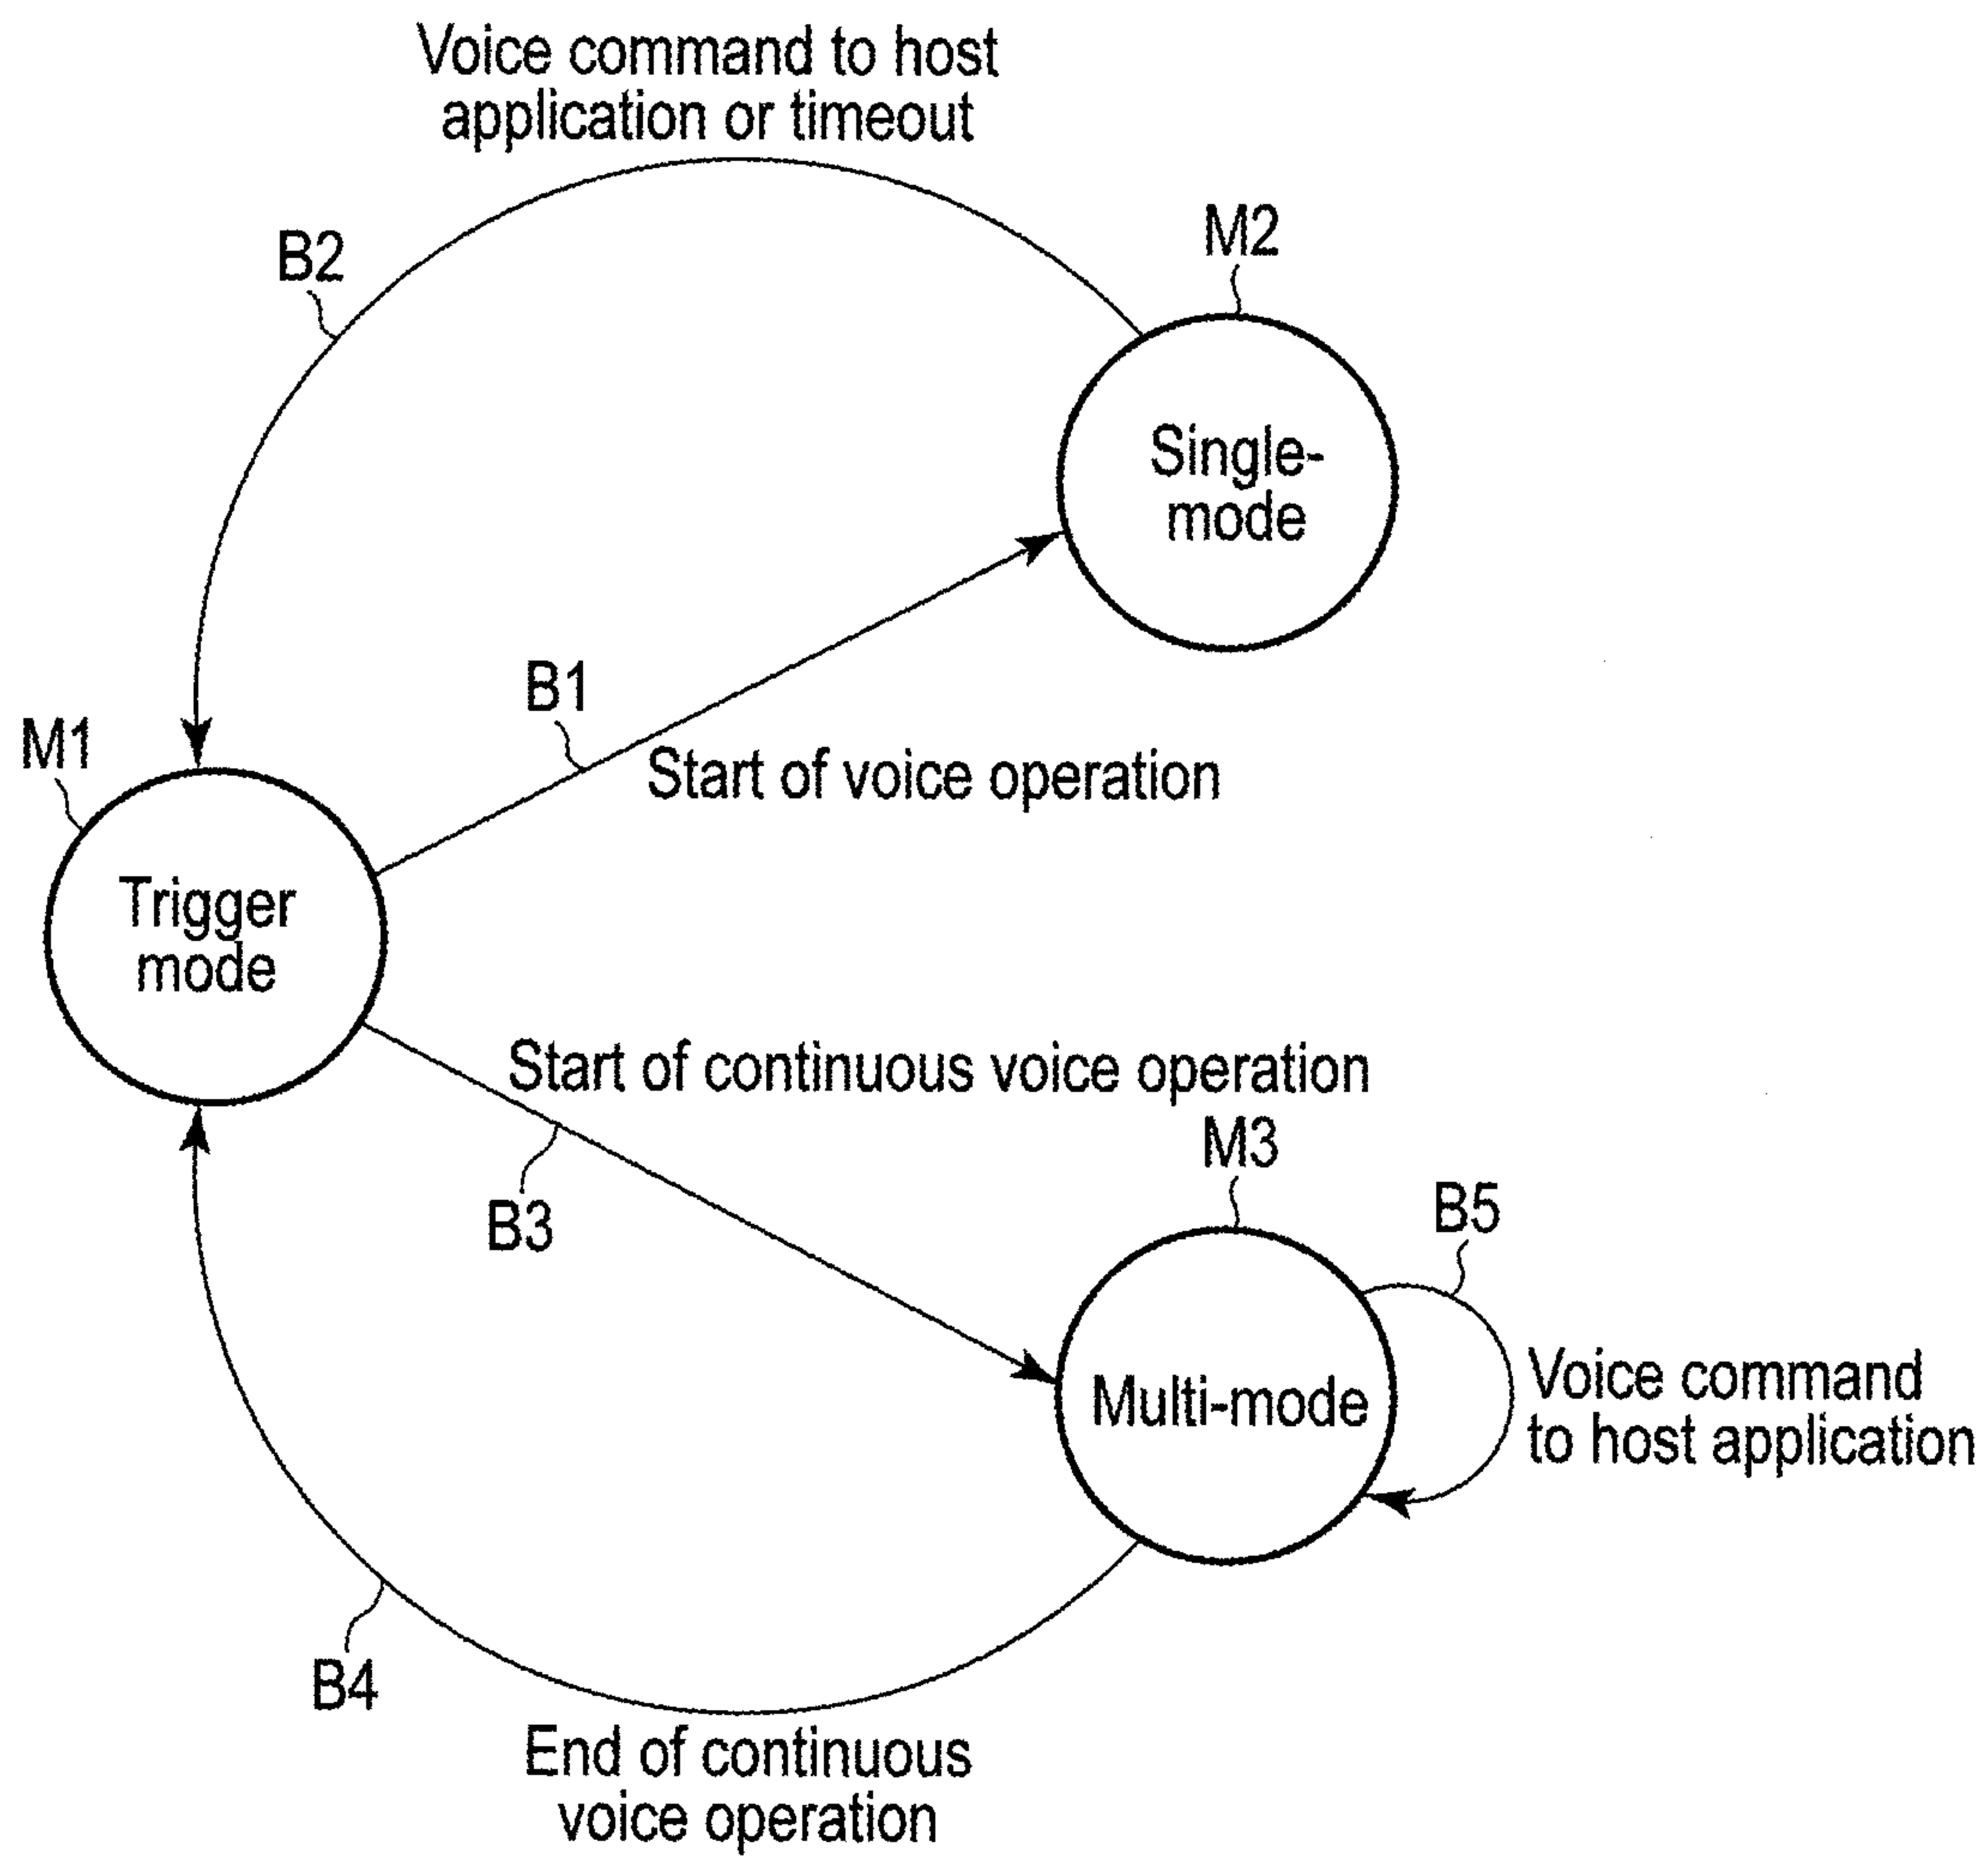 Voice command to host
application or timeout
B2
M2
Single-
mode
B1
Start of voice operation
M1
Trigger
mode
Start of continuous voice operation
B3
M3
B5
Multi-mode
Voice command
to host application
B4
End of continuous
voice operation